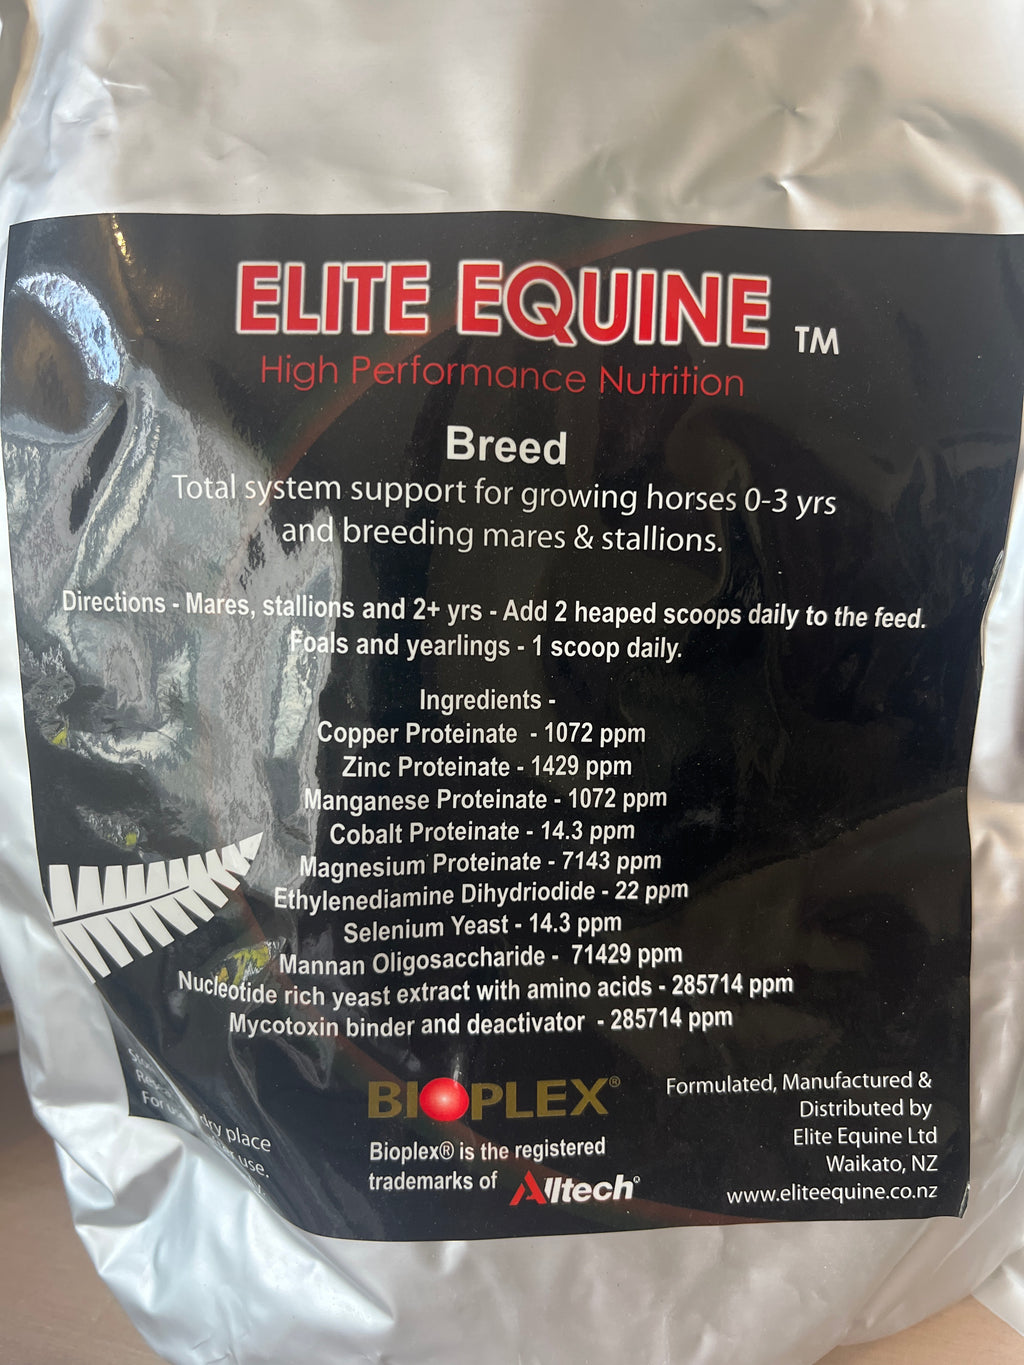 ELITE EQUINE TM
High Performance Nutrition
Breed
Total system support for growing horses 0-3 yrs
and breeding mares & stallions.
Directions - Mares, stallions and 2+ yrs - Add 2 heaped scoops daily to the feed.
Foals and yearlings - 1 scoop daily.
Ingredients -
Copper Proteinate - 1072 ppm
Zinc Proteinate - 1429 ppm
Manganese Proteinate - 1072 ppm
Cobalt Proteinate - 14.3 ppm
Magnesium Proteinate - 7143 ppm
Ethylenediamine Dihydriodide - 22 ppm
Selenium Yeast - 14.3 ppm
Mannan Oligosaccharide - 71429 ppm
Nucleotide rich yeast extract with amino acids - 285714 ppm
Mycotoxin binder and deactivator - 285714 ppm
dry place
use.
For
BIOPLEX®
Bioplex® is the registered
trademarks of Alltech®
Formulated, Manufactured &
Distributed by
Elite Equine Ltd
Waikato, NZ
www.eliteequine.co.nz